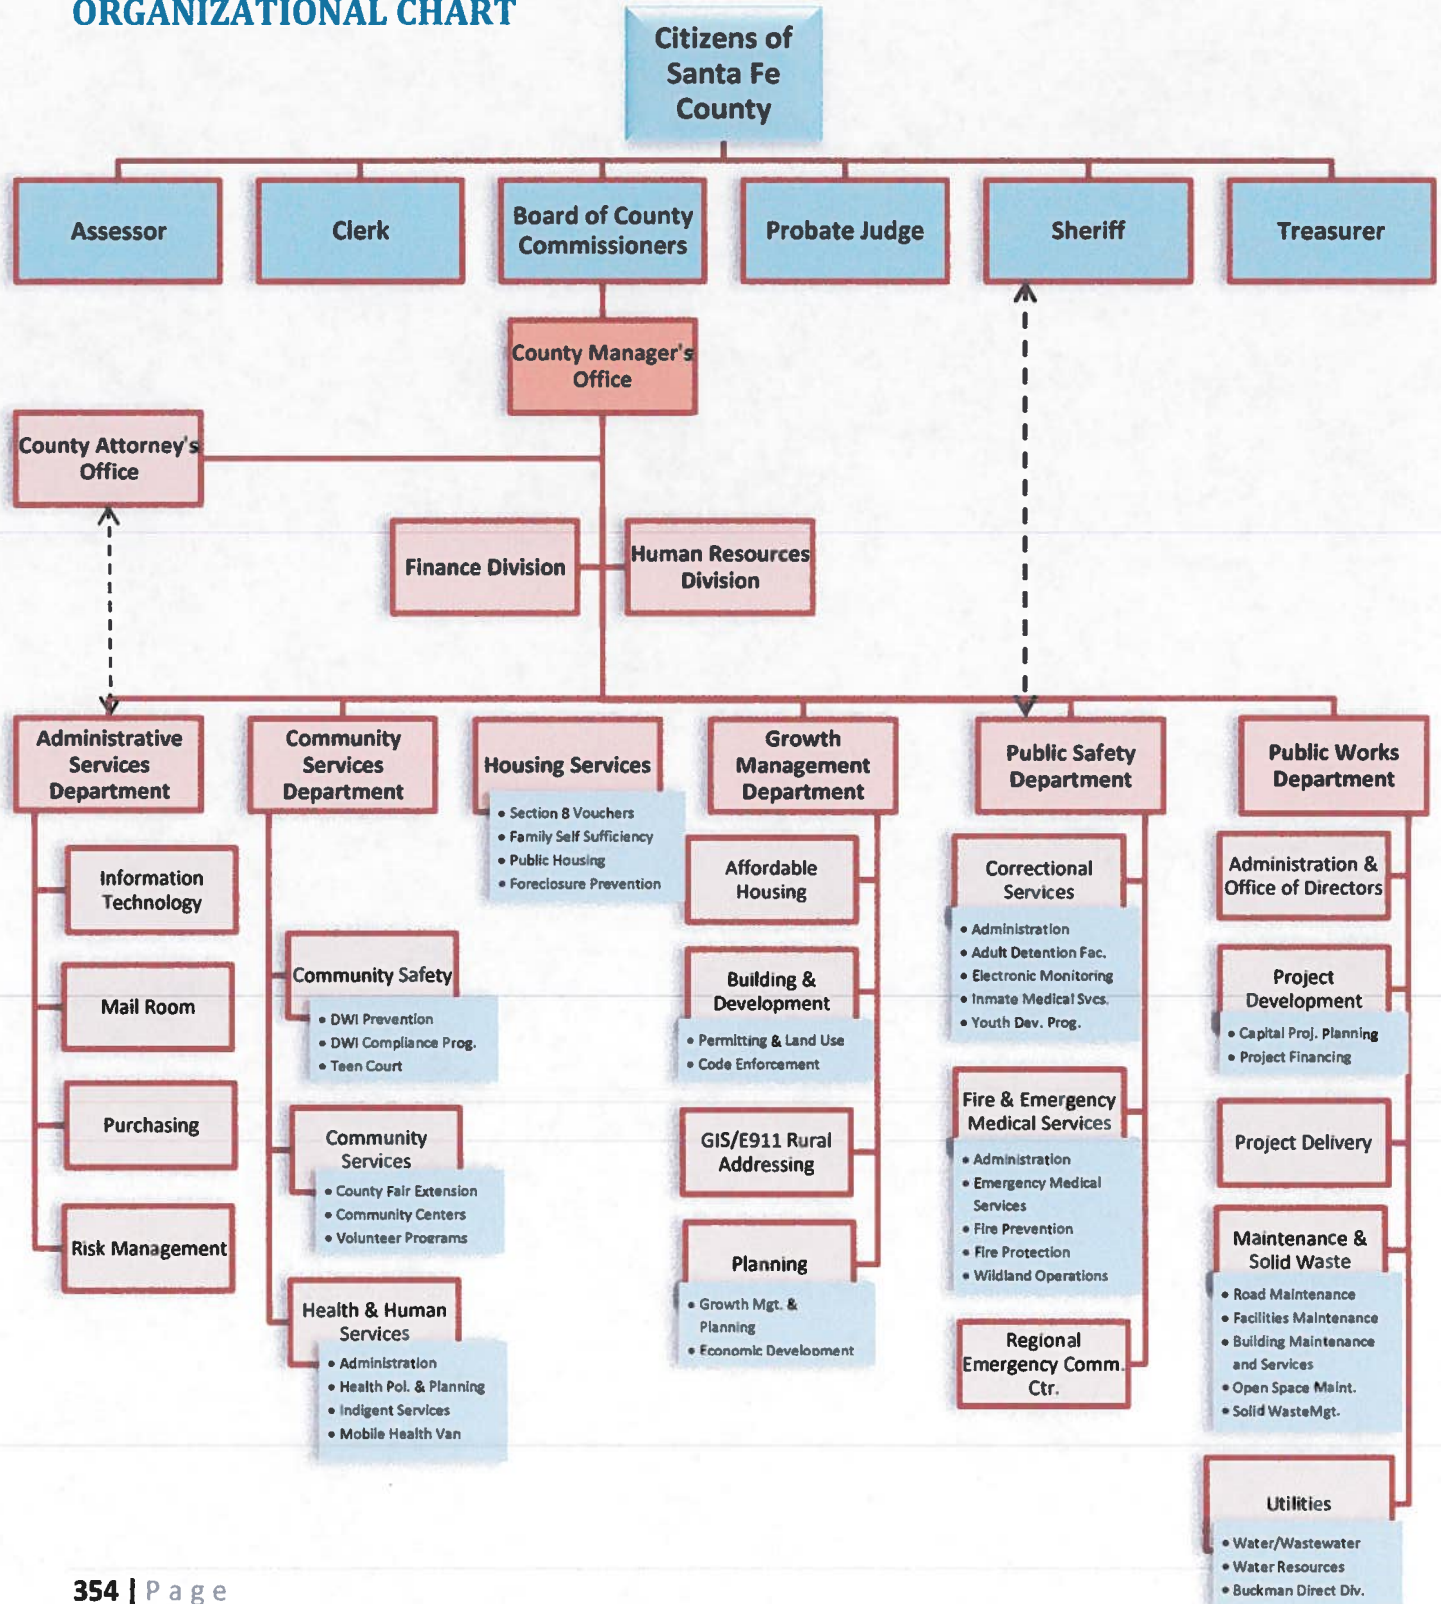 ORGANIZATIONAL CHART
Citizens of
Santa Fe
County
Assessor
Clerk
Board of County
Commissioners
Probate Judge
Sheriff
Treasurer
County Manager's
Office
County Attorney's
Office
Finance Division
Human Resources
Division
Administrative
Services
Department
Information
Technology
Mail Room
Purchasing
Risk Management
Community
Services
Department
Community Safety
• DWI Prevention
• DWI Compliance Prog.
• Teen Court
Community
Services
• County Fair Extension
• Community Centers
• Volunteer Programs
Health & Human
Services
• Administration
• Health Pol. & Planning
• Indigent Services
• Mobile Health Van
Housing Services
• Section 8 Vouchers
• Family Self Sufficiency
• Public Housing
• Foreclosure Prevention
Growth
Management
Department
Affordable
Housing
Building &
Development
• Permitting & Land Use
• Code Enforcement
GIS/E911 Rural
Addressing
Planning
• Growth Mgt. &
Planning
• Economic Development
Public Safety
Department
Correctional
Services
• Administration
• Adult Detention Fac.
• Electronic Monitoring
• Inmate Medical Svcs.
• Youth Dev. Prog.
Fire & Emergency
Medical Services
• Administration
• Emergency Medical
Services
• Fire Prevention
• Fire Protection
• Wildland Operations
Regional
Emergency Comm.
Ctr.
Public Works
Department
Administration &
Office of Directors
Project
Development
• Capital Proj. Planning
• Project Financing
Project Delivery
Maintenance &
Solid Waste
• Road Maintenance
• Facilities Maintenance
• Building Maintenance
and Services
• Open Space Maint.
• Solid WasteMgt.
Utilities
• Water/Wastewater
• Water Resources
• Buckman Direct Div.
354 | Page